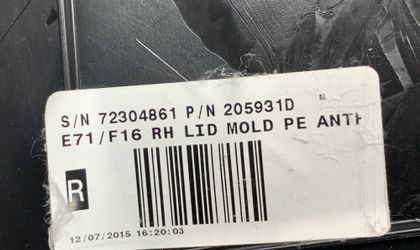 S/N 72304861 P/N 205931D M
E71/F16 RH LID MOLD PE ANTH
R
12/07/2015 16:20:03